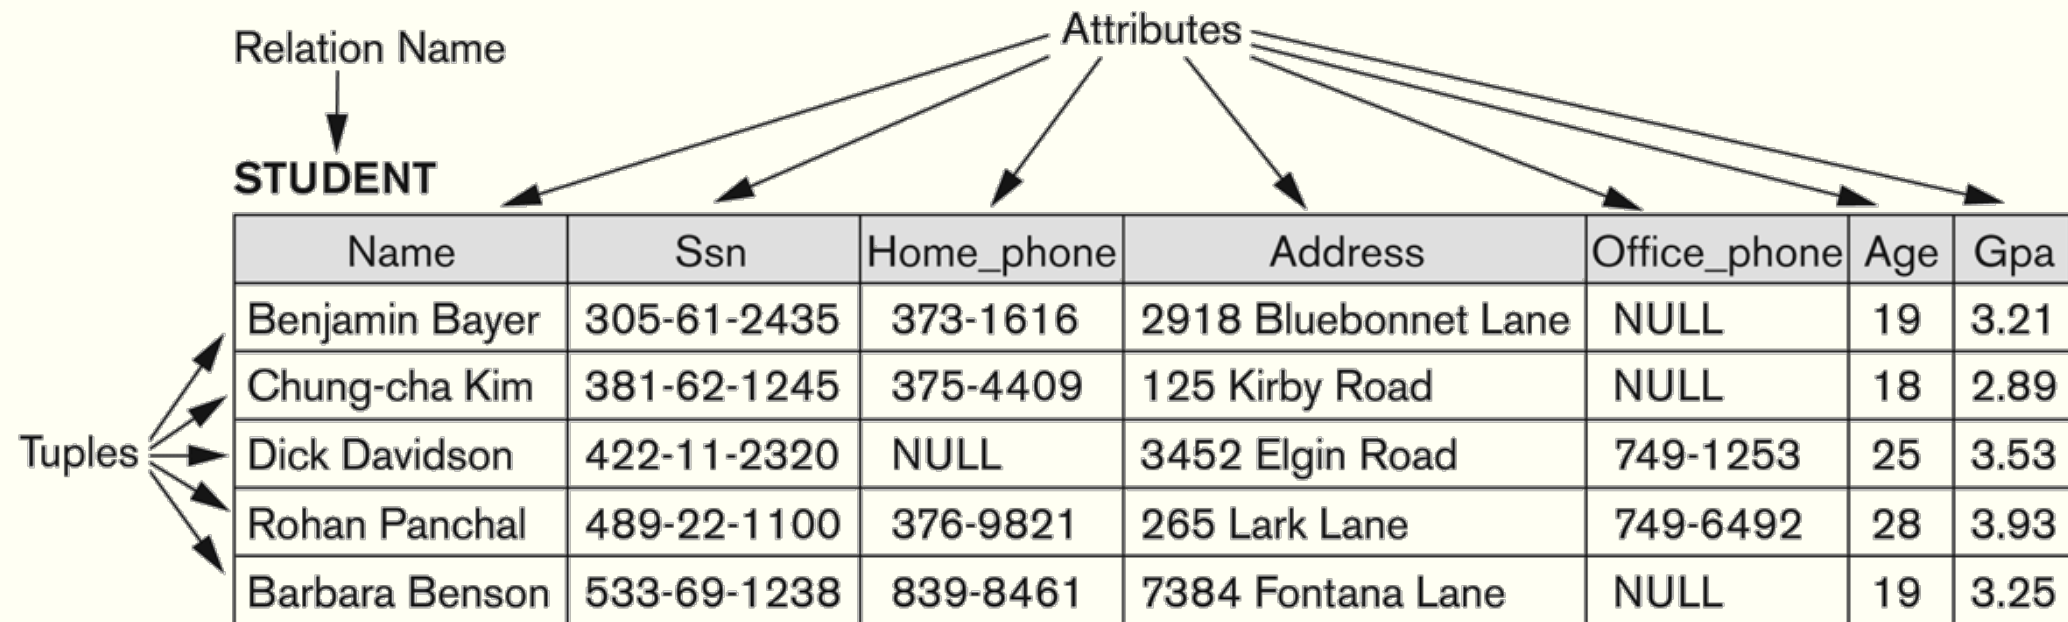 Attributes
Relation Name
STUDENT
Name Ssn Home_phone Address Office_phone Age Gpa
Benjamin Bayer 305-61-2435 373-1616 2918 Bluebonnet Lane NULL 19 3.21
Chung-cha Kim 381-62-1245 375-4409 125 Kirby Road NULL 18 2.89
Tuples Dick Davidson 422-11-2320 NULL 3452 Elgin Road 749-1253 25 3.53
Rohan Panchal 489-22-1100 376-9821 265 Lark Lane 749-6492 28 3.93
Barbara Benson 533-69-1238 839-8461 7384 Fontana Lane NULL 19 3.25